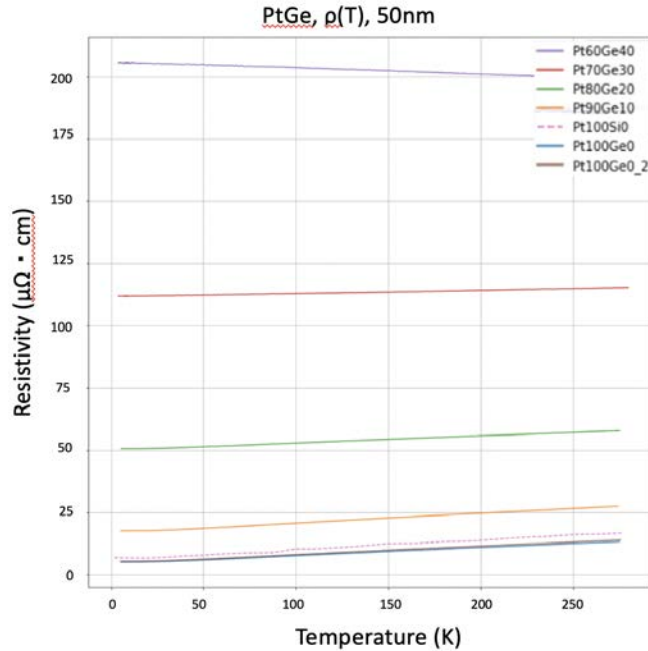 PtGe, ρ(T), 50nm
Pt60Ge40
Pt70Ge30
Pt80Ge20
Pt90Ge10
Pt100Si0
Pt100Ge0
Pt100Ge0_2
Resistivity (μΩ・cm)
200
175
150
125
100
75
50
25
0
0 50 100 150 200 250
Temperature (K)